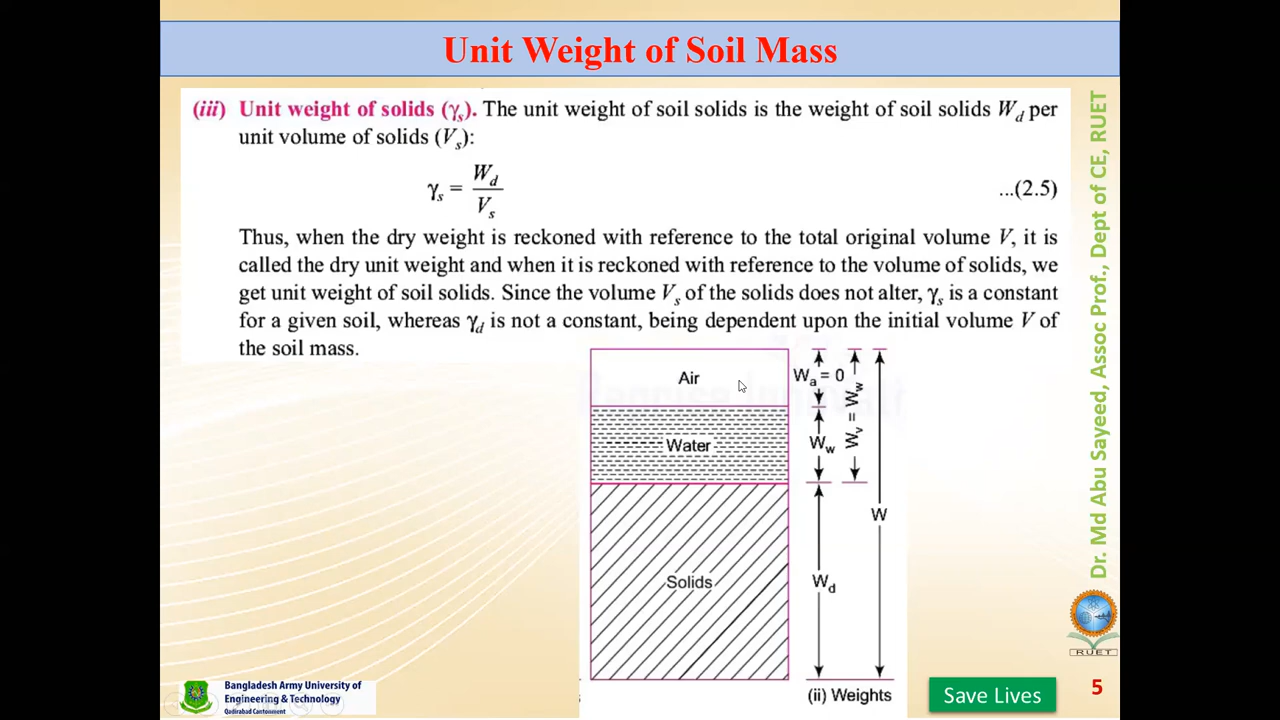 Unit Weight of Soil Mass
(iii) Unit weight of solids (γs). The unit weight of soil solids is the weight of soil solids Wd per
unit volume of solids (Vs):
γs = Wd / Vs ...(2.5)
Thus, when the dry weight is reckoned with reference to the total original volume V, it is
called the dry unit weight and when it is reckoned with reference to the volume of solids, we
get unit weight of soil solids. Since the volume Vs of the solids does not alter, γs is a constant
for a given soil, whereas γd is not a constant, being dependent upon the initial volume V of
the soil mass.
Air
Water
Solids
Wa = 0
Ww
Wv = Ww
Wd
W
(ii) Weights
Dr. Md Abu Sayeed, Assoc Prof., Dept of CE, RUET
RUET
Bangladesh Army University of
Engineering & Technology
Qadirabad Cantonment
Save Lives
5